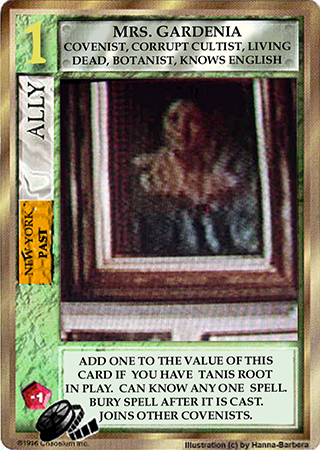 1
MRS. GARDENIA
COVENIST, CORRUPT CULTIST, LIVING
DEAD, BOTANIST, KNOWS ENGLISH
ALLY
NEW YORK
PAST
ADD ONE TO THE VALUE OF THIS
CARD IF YOU HAVE TANIS ROOT
IN PLAY. CAN KNOW ANY ONE SPELL.
BURY SPELL AFTER IT IS CAST.
JOINS OTHER COVENISTS.
-1
©1996 Chaosium Inc.
Illustration (c) by Hanna-Barbera